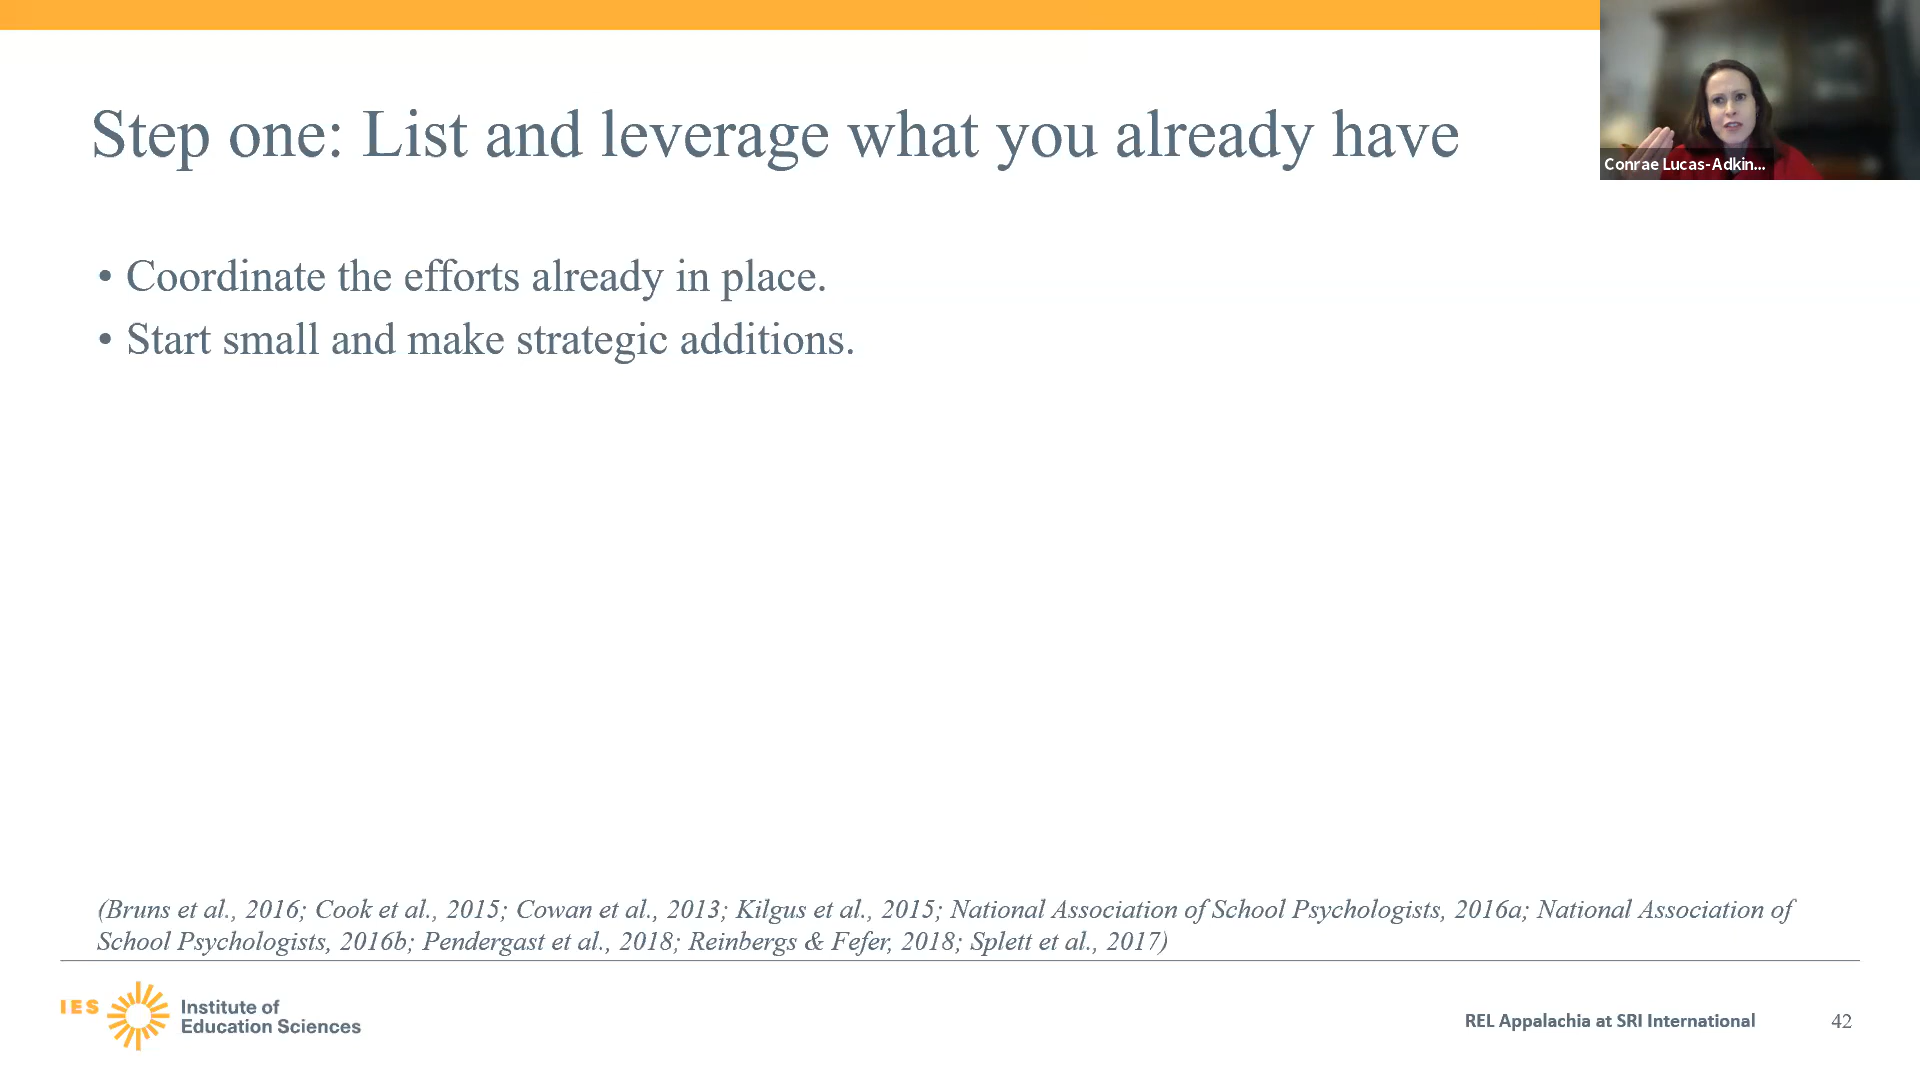 Step one: List and leverage what you already have
Conrae Lucas-Adkin...
• Coordinate the efforts already in place.
• Start small and make strategic additions.
(Bruns et al., 2016; Cook et al., 2015; Cowan et al., 2013; Kilgus et al., 2015; National Association of School Psychologists, 2016a; National Association of
School Psychologists, 2016b; Pendergast et al., 2018; Reinbergs & Fefer, 2018; Splett et al., 2017)
IES
Institute of
Education Sciences
REL Appalachia at SRI International
42